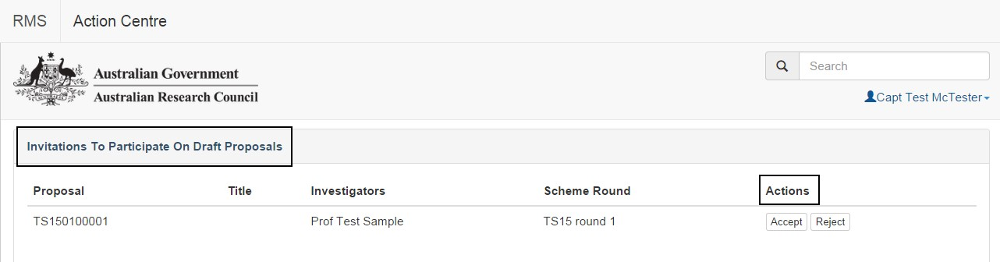 RMS Action Centre
Australian Government
Australian Research Council
Search
Capt Test McTester
Invitations To Participate On Draft Proposals
Proposal Title Investigators Scheme Round Actions
TS150100001 Prof Test Sample TS15 round 1 Accept Reject